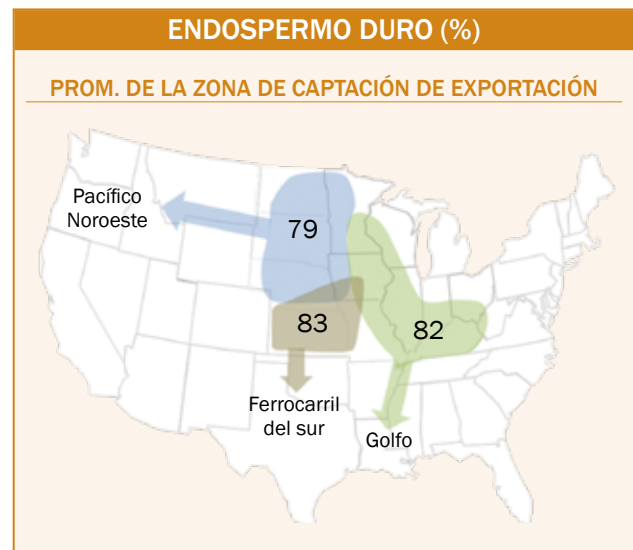 ENDOSPERMO DURO (%)
PROM. DE LA ZONA DE CAPTACIÓN DE EXPORTACIÓN
Pacífico
Noroeste
79
83
82
Ferrocarril
del sur
Golfo